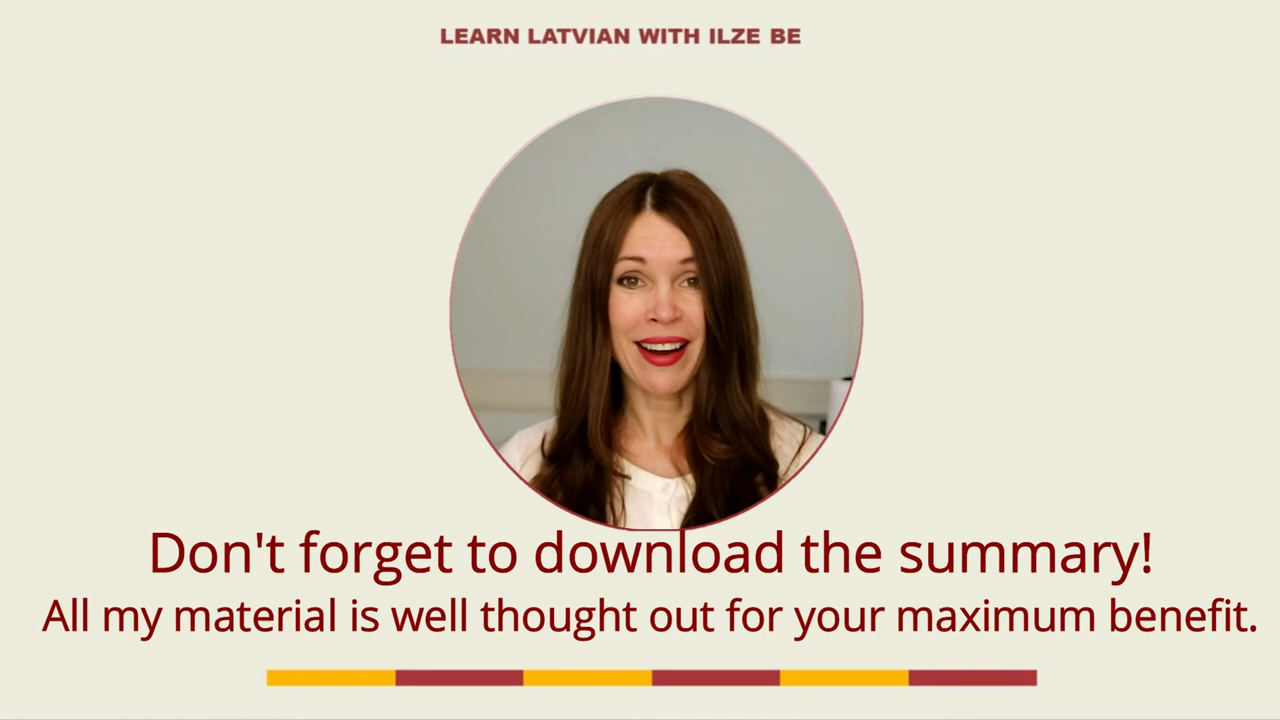 LEARN LATVIAN WITH ILZE BE
Don't forget to download the summary!
All my material is well thought out for your maximum benefit.